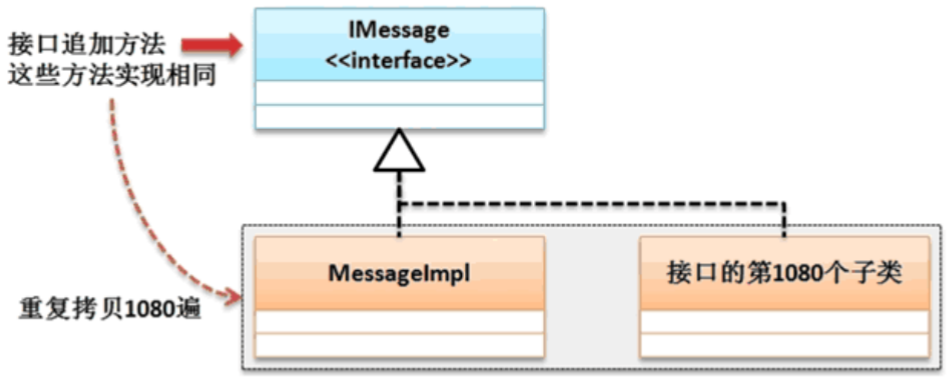 接口追加方法
这些方法实现相同
IMessage
<<interface>>
MessageImpl
接口的第1080个子类
重复拷贝1080遍